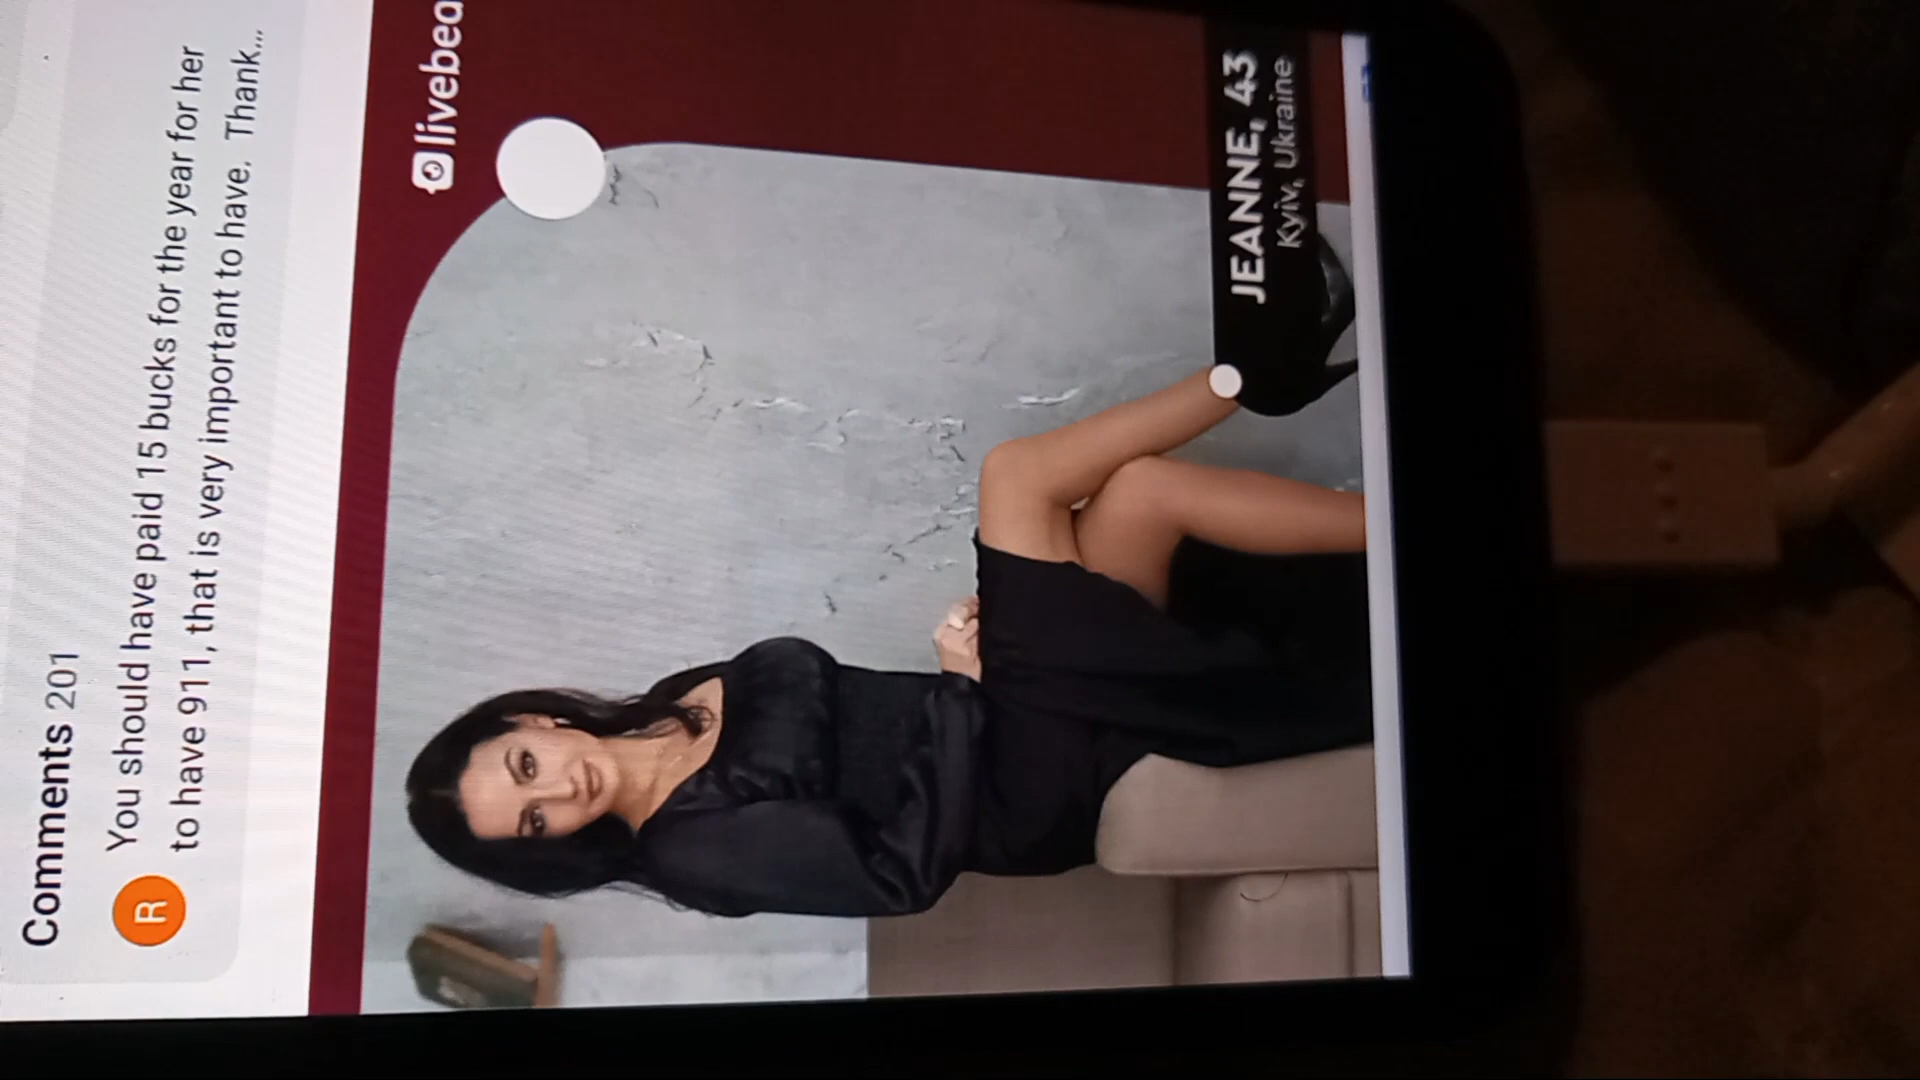 Comments 201
R
You should have paid 15 bucks for the year for her
to have 911, that is very important to have. Thank...
JEANNE, 43
Kyiv, Ukraine